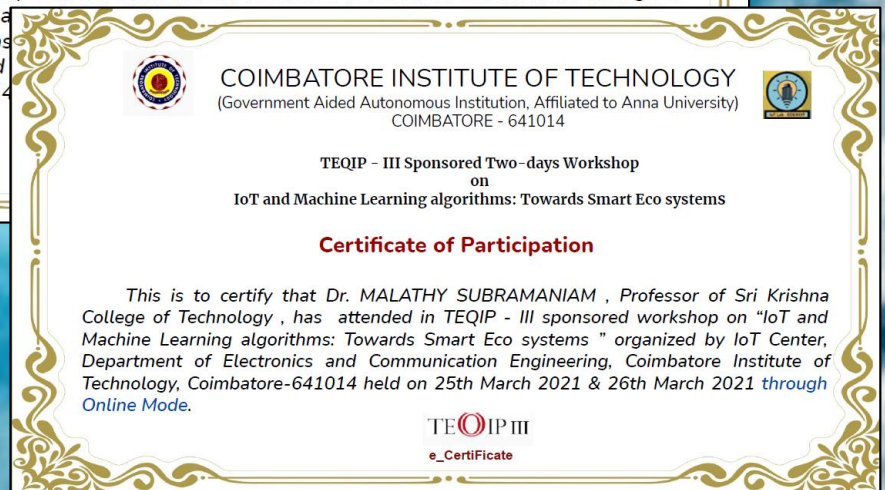 COIMBATORE INSTITUTE OF TECHNOLOGY
(Government Aided Autonomous Institution, Affiliated to Anna University)
COIMBATORE - 641014
TEQIP - III Sponsored Two-days Workshop
on
IoT and Machine Learning algorithms: Towards Smart Eco systems
Certificate of Participation
This is to certify that Dr. MALATHY SUBRAMANIAM , Professor of Sri Krishna
College of Technology , has attended in TEQIP - III sponsored workshop on “IoT and
Machine Learning algorithms: Towards Smart Eco systems ” organized by IoT Center,
Department of Electronics and Communication Engineering, Coimbatore Institute of
Technology, Coimbatore-641014 held on 25th March 2021 & 26th March 2021 through
Online Mode.
TEQIP III
e_CertiFicate